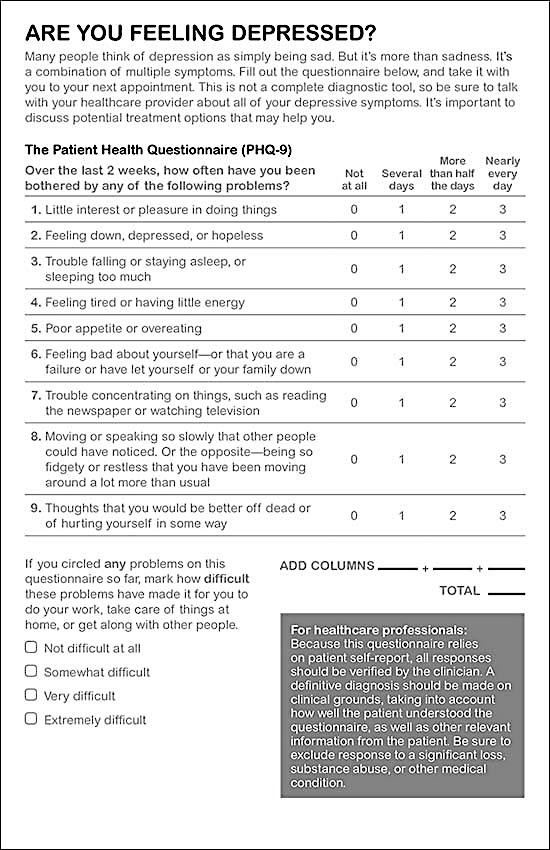 ARE YOU FEELING DEPRESSED?
Many people think of depression as simply being sad. But it's more than sadness. It's
a combination of multiple symptoms. Fill out the questionnaire below, and take it with
you to your next appointment. This is not a complete diagnostic tool, so be sure to talk
with your healthcare provider about all of your depressive symptoms. It's important to
discuss potential treatment options that may help you.
The Patient Health Questionnaire (PHQ-9)
Over the last 2 weeks, how often have you been
bothered by any of the following problems?
Not
at all
Several
days
More
than half
the days
Nearly
every
day
1. Little interest or pleasure in doing things 0 1 2 3
2. Feeling down, depressed, or hopeless 0 1 2 3
3. Trouble falling or staying asleep, or
sleeping too much 0 1 2 3
4. Feeling tired or having little energy 0 1 2 3
5. Poor appetite or overeating 0 1 2 3
6. Feeling bad about yourself—or that you are a
failure or have let yourself or your family down 0 1 2 3
7. Trouble concentrating on things, such as reading
the newspaper or watching television 0 1 2 3
8. Moving or speaking so slowly that other people
could have noticed. Or the opposite—being so
fidgety or restless that you have been moving
around a lot more than usual 0 1 2 3
9. Thoughts that you would be better off dead or
of hurting yourself in some way 0 1 2 3
If you circled any problems on this
questionnaire so far, mark how difficult
these problems have made it for you to
do your work, take care of things at
home, or get along with other people.
Not difficult at all
Somewhat difficult
Very difficult
Extremely difficult
ADD COLUMNS ____ + ____ + ____
TOTAL ____
For healthcare professionals:
Because this questionnaire relies
on patient self-report, all responses
should be verified by the clinician. A
definitive diagnosis should be made on
clinical grounds, taking into account
how well the patient understood the
questionnaire, as well as other relevant
information from the patient. Be sure to
exclude response to a significant loss,
substance abuse, or other medical
condition.